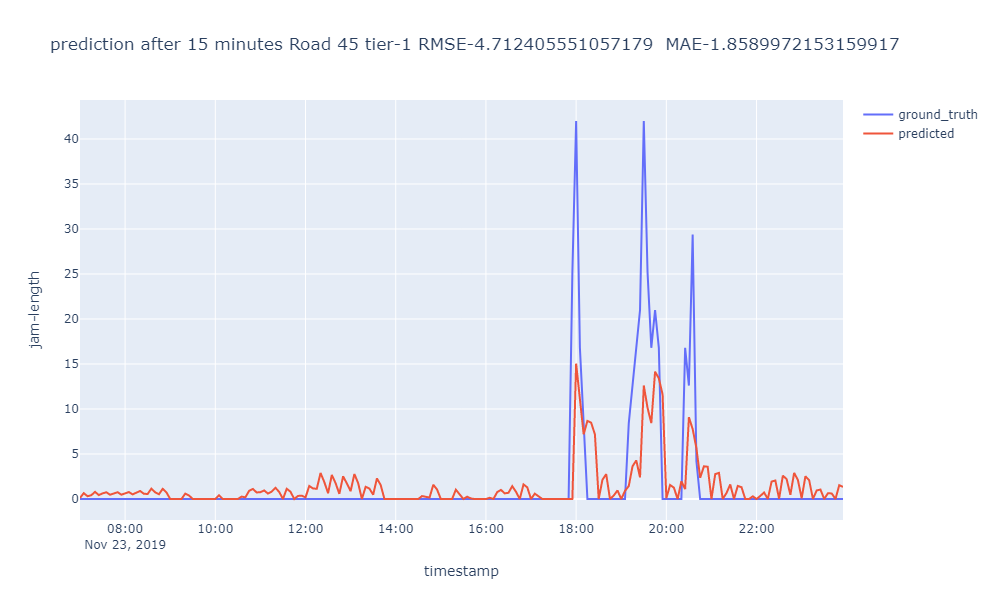 prediction after 15 minutes Road 45 tier-1 RMSE-4.712405551057179  MAE-1.8589972153159917
ground_truth
predicted
40
35
30
25
20
15
10
5
0
jam-length
08:00 10:00 12:00 14:00 16:00 18:00 20:00 22:00
Nov 23, 2019
timestamp